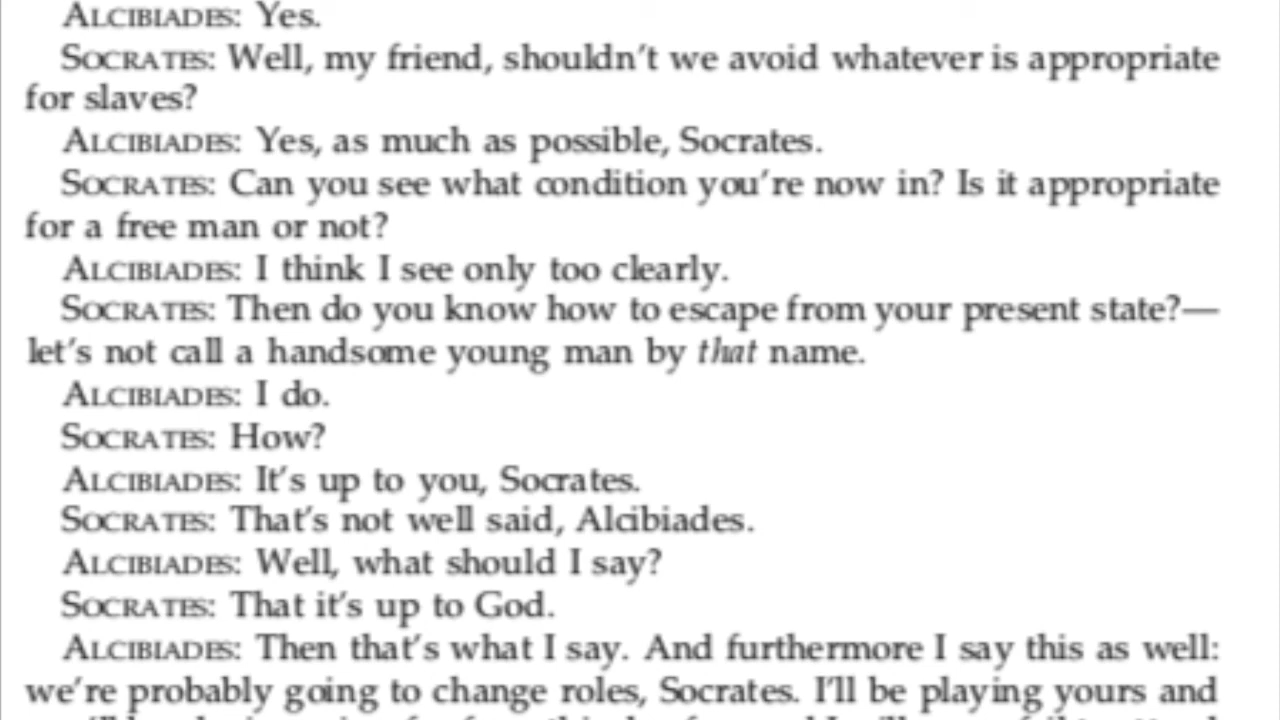 ALCIBIADES: Yes.
SOCRATES: Well, my friend, shouldn't we avoid whatever is appropriate
for slaves?
ALCIBIADES: Yes, as much as possible, Socrates.
SOCRATES: Can you see what condition you're now in? Is it appropriate
for a free man or not?
ALCIBIADES: I think I see only too clearly.
SOCRATES: Then do you know how to escape from your present state?—
let's not call a handsome young man by that name.
ALCIBIADES: I do.
SOCRATES: How?
ALCIBIADES: It's up to you, Socrates.
SOCRATES: That's not well said, Alcibiades.
ALCIBIADES: Well, what should I say?
SOCRATES: That it's up to God.
ALCIBIADES: Then that's what I say. And furthermore I say this as well:
we're probably going to change roles, Socrates. I'll be playing yours and